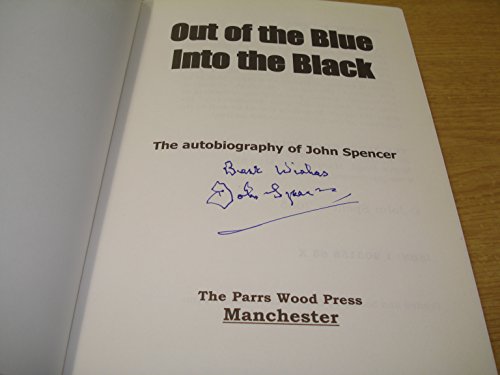 Out of the Blue
Into the Black
The autobiography of John Spencer
Best Wishes
John Spencer
The Parrs Wood Press
Manchester